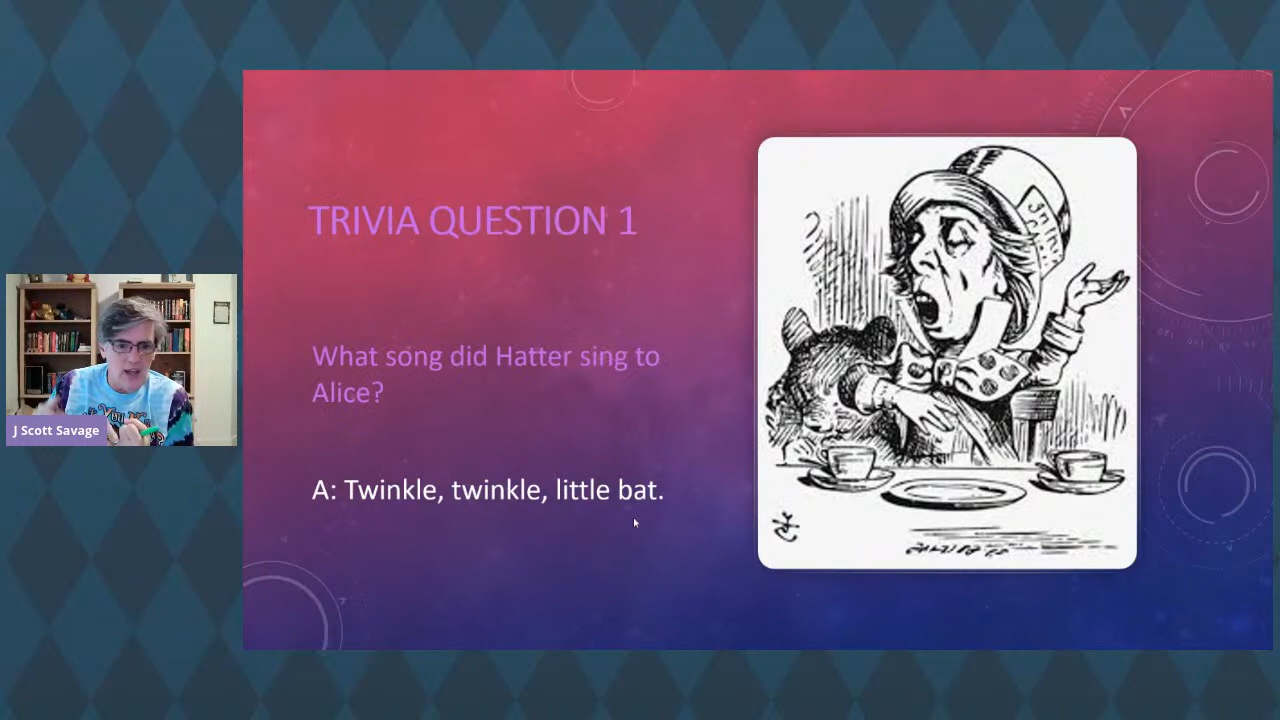 TRIVIA QUESTION 1
What song did Hatter sing to
Alice?
A: Twinkle, twinkle, little bat.
J Scott Savage